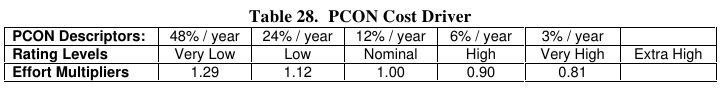 Table 28. PCON Cost Driver
PCON Descriptors: 48% / year 24% / year 12% / year 6% / year 3% / year
Rating Levels Very Low Low Nominal High Very High Extra High
Effort Multipliers 1.29 1.12 1.00 0.90 0.81